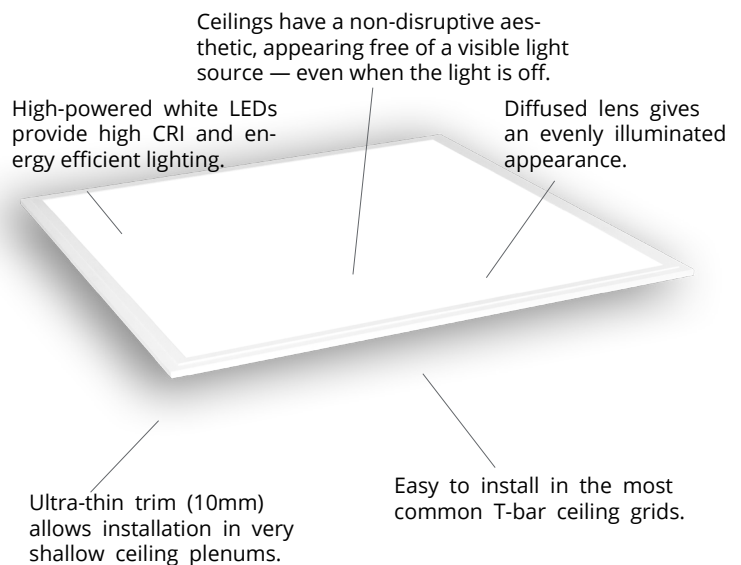 Ceilings have a non-disruptive aes-
thetic, appearing free of a visible light
source — even when the light is off.
High-powered white LEDs
provide high CRI and en-
ergy efficient lighting.
Diffused lens gives
an evenly illuminated
appearance.
Ultra-thin trim (10mm)
allows installation in very
shallow ceiling plenums.
Easy to install in the most
common T-bar ceiling grids.